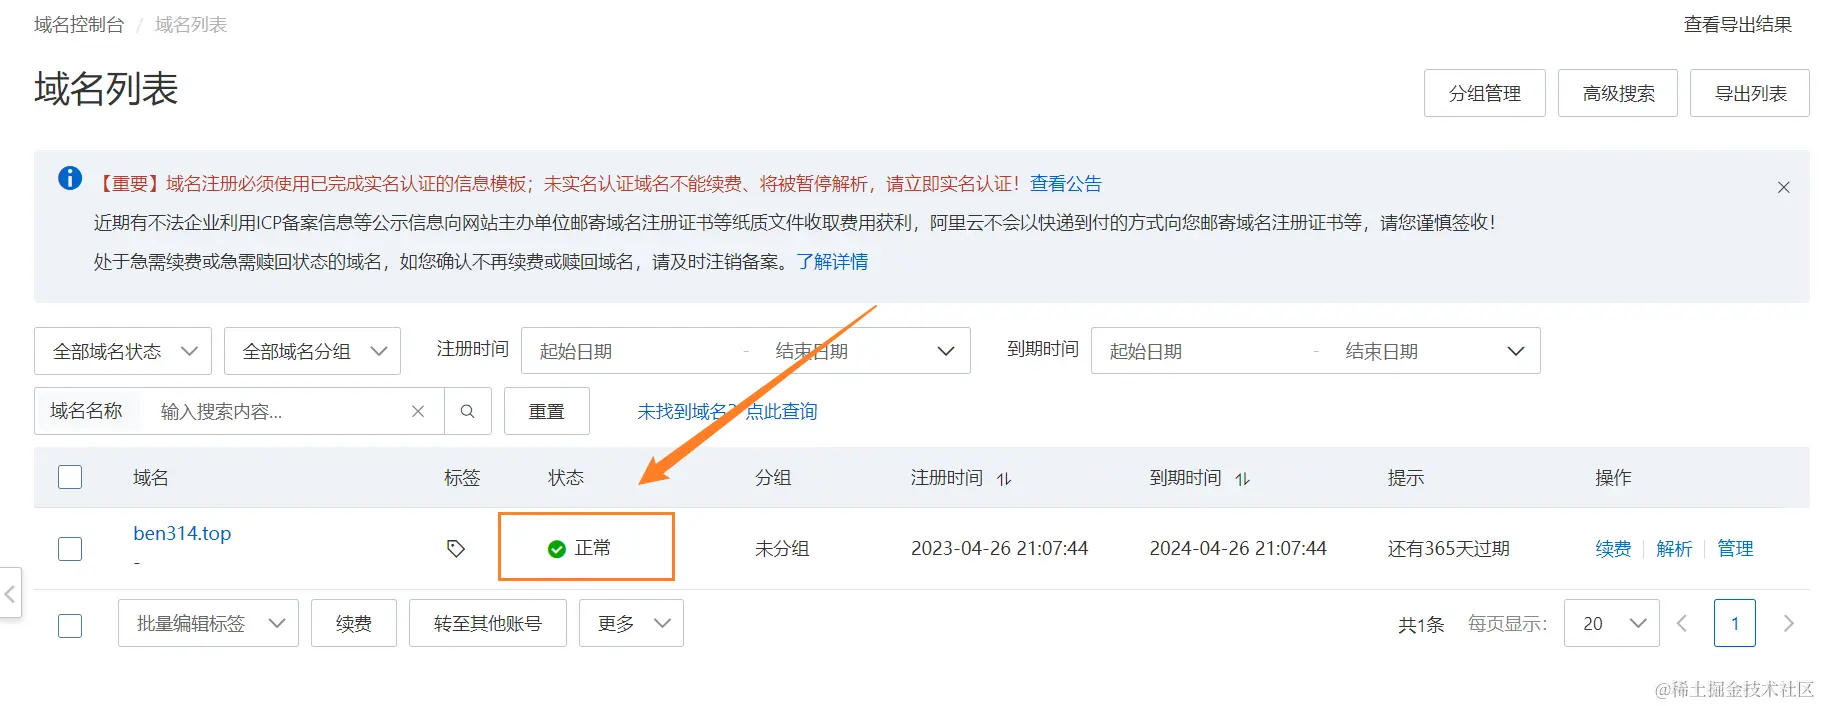 域名控制台 / 域名列表
查看导出结果
域名列表
分组管理
高级搜索
导出列表
【重要】域名注册必须使用已完成实名认证的信息模板；未实名认证域名不能续费、将被暂停解析，请立即实名认证！查看公告
近期有不法企业利用ICP备案信息等公示信息向网站主办单位邮寄域名注册证书等纸质文件收取费用获利，阿里云不会以快递到付的方式向您邮寄域名注册证书等，请您谨慎签收！
处于急需续费或急需赎回状态的域名，如您确认不再续费或赎回域名，请及时注销备案。了解详情
全部域名状态 全部域名分组 注册时间 起始日期 - 结束日期 到期时间 起始日期 - 结束日期
域名名称 输入搜索内容... 重置 未找到域名？点此查询
域名 标签 状态 分组 注册时间 到期时间 提示 操作
ben314.top 正常 未分组 2023-04-26 21:07:44 2024-04-26 21:07:44 还有365天过期 续费 解析 管理
-
批量编辑标签 续费 转至其他账号 更多 共1条 每页显示： 20 1
@稀土掘金技术社区